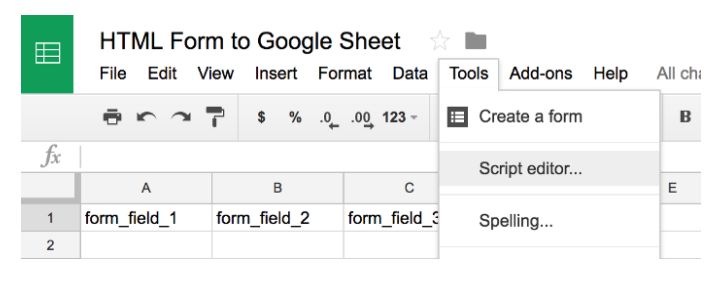 HTML Form to Google Sheet
File Edit View Insert Format Data Tools Add-ons Help All cha
$ % .0 .00 123 B
Create a form
fx
Script editor...
A B C E
1 form_field_1 form_field_2 form_field_3
Spelling...
2